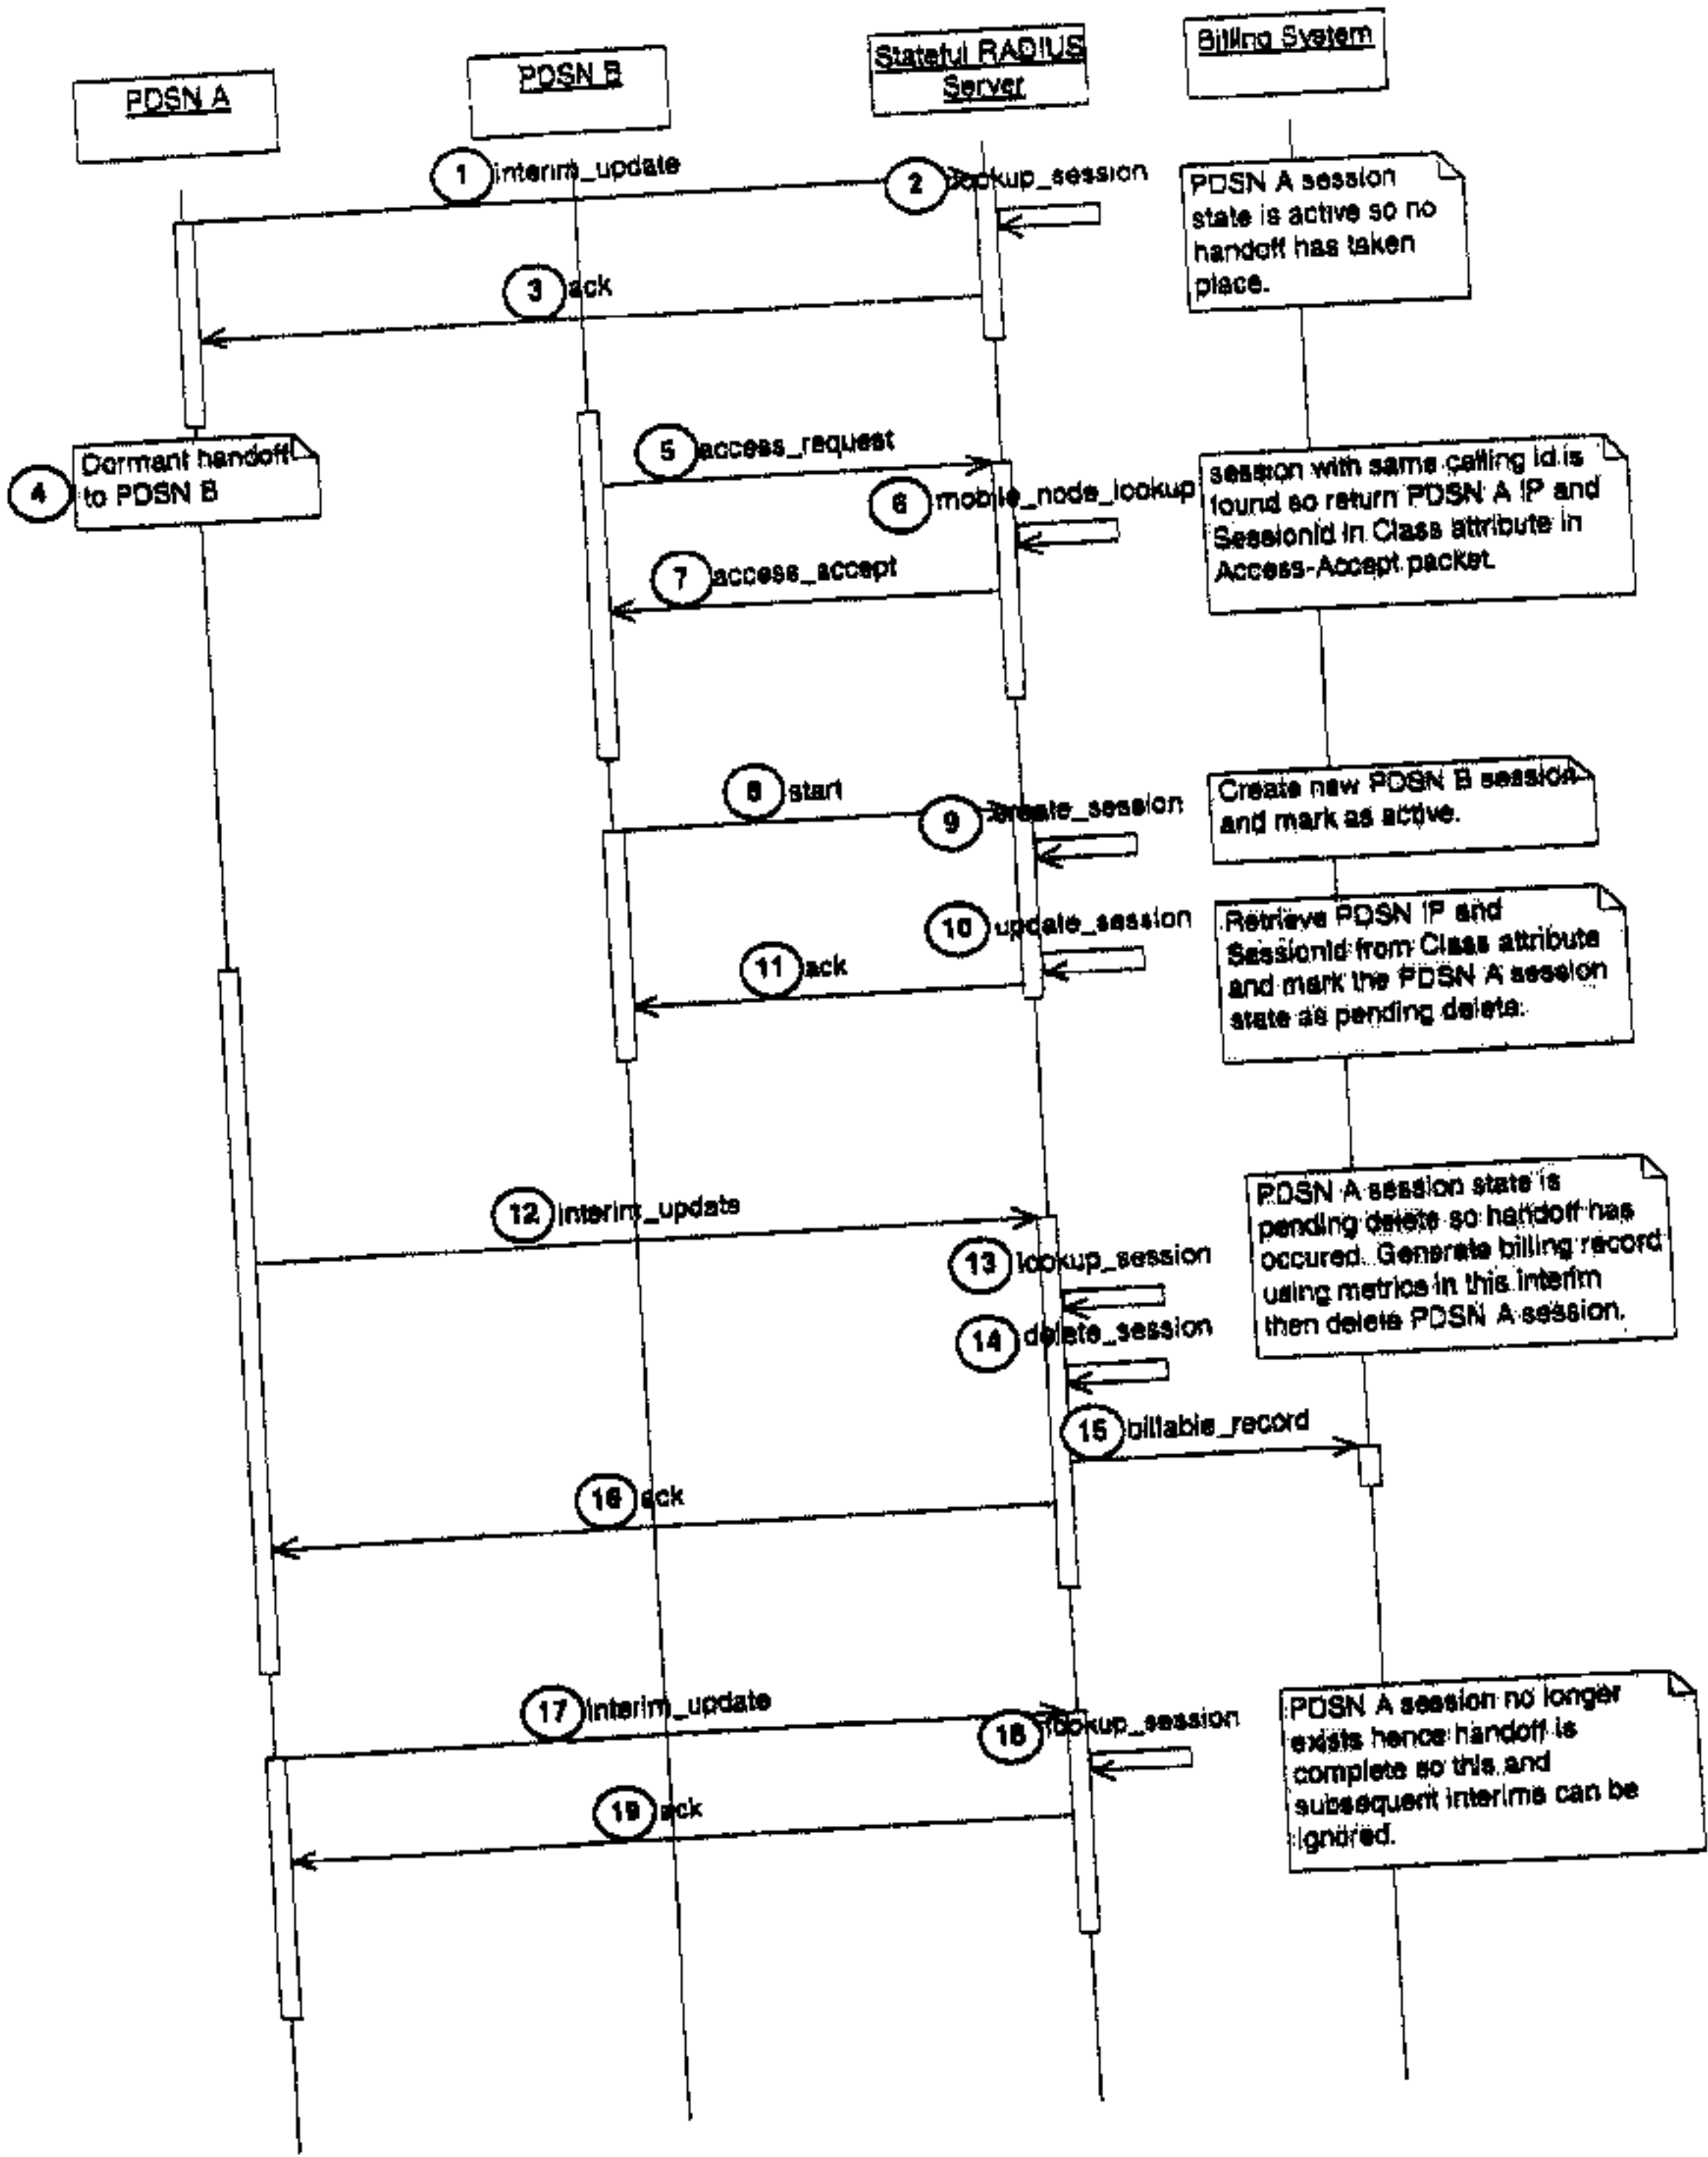 PDSN A
PDSN B
Stateful RADIUS
Server
Billing System
1 interim_update
2 lookup_session
PDSN A session
state is active so no
handoff has taken
place.
3 ack
4 Dormant handoff
to PDSN B
5 access_request
6 mobile_node_lookup
session with same calling id is
found so return PDSN A IP and
SessionId in Class attribute in
Access-Accept packet.
7 access_accept
8 start
9 create_session
Create new PDSN B session
and mark as active.
10 update_session
Retrieve PDSN IP and
SessionId from Class attribute
and mark the PDSN A session
state as pending delete.
11 ack
12 interim_update
13 lookup_session
PDSN A session state is
pending delete so handoff has
occured. Generate billing record
using metrics in this interim
then delete PDSN A session.
14 delete_session
15 billable_record
16 ack
17 interim_update
18 lookup_session
PDSN A session no longer
exists hence handoff is
complete so this and
subsequent interims can be
ignored.
19 ack